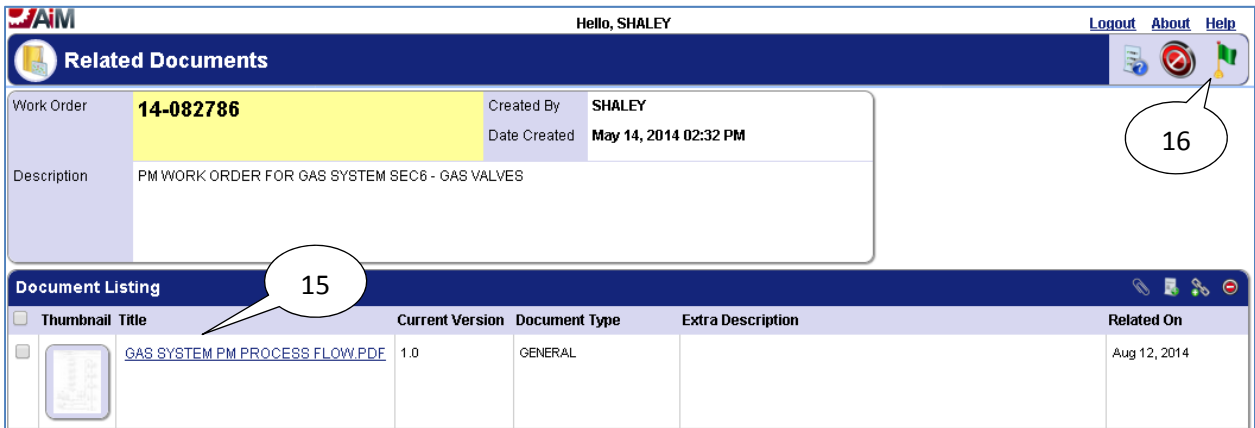 AiM Hello, SHALEY Logout About Help
Related Documents
16
Work Order 14-082786 Created By SHALEY
Date Created May 14, 2014 02:32 PM
Description PM WORK ORDER FOR GAS SYSTEM SEC6 - GAS VALVES
15
Document Listing
Thumbnail Title Current Version Document Type Extra Description Related On
GAS SYSTEM PM PROCESS FLOW.PDF 1.0 GENERAL Aug 12, 2014